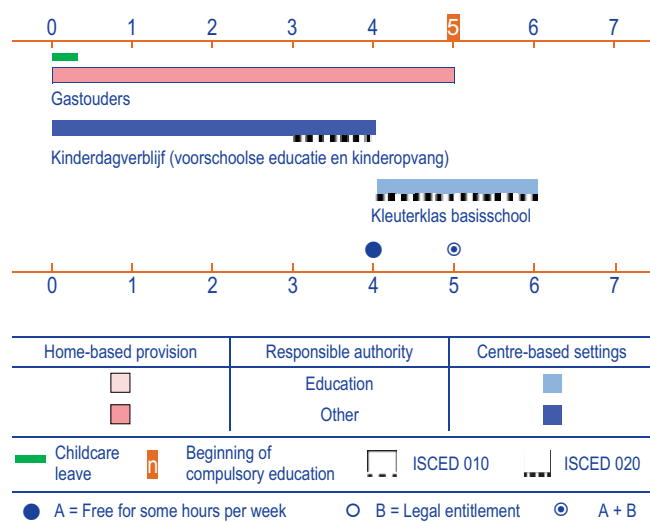 0 1 2 3 4 5 6 7
Gastouders
Kinderdagverblijf (voorschoolse educatie en kinderopvang)
Kleuterklas basisschool
0 1 2 3 4 5 6 7
Home-based provision Responsible authority Centre-based settings
Education
Other
Childcare leave n Beginning of compulsory education ISCED 010 ISCED 020
A = Free for some hours per week B = Legal entitlement A + B